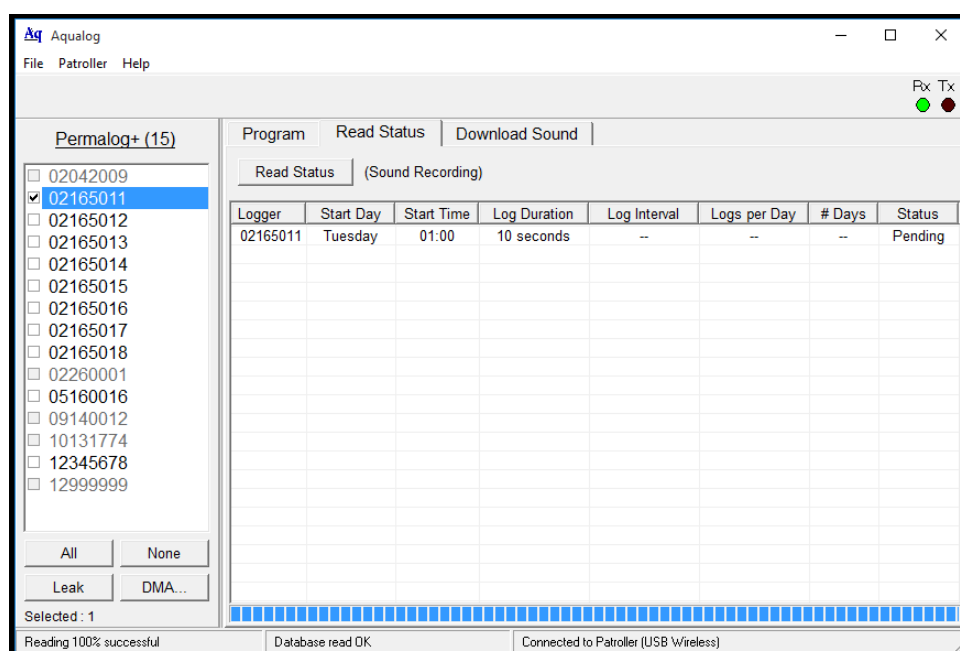 Aq Aqualog
File Patroller Help
Rx Tx
Permalog+ (15)
02042009
02165011
02165012
02165013
02165014
02165015
02165016
02165017
02165018
02260001
05160016
09140012
10131774
12345678
12999999
All None
Leak DMA...
Selected : 1
Program Read Status Download Sound
Read Status (Sound Recording)
Logger Start Day Start Time Log Duration Log Interval Logs per Day # Days Status
02165011 Tuesday 01:00 10 seconds -- -- -- Pending
Reading 100% successful Database read OK Connected to Patroller (USB Wireless)